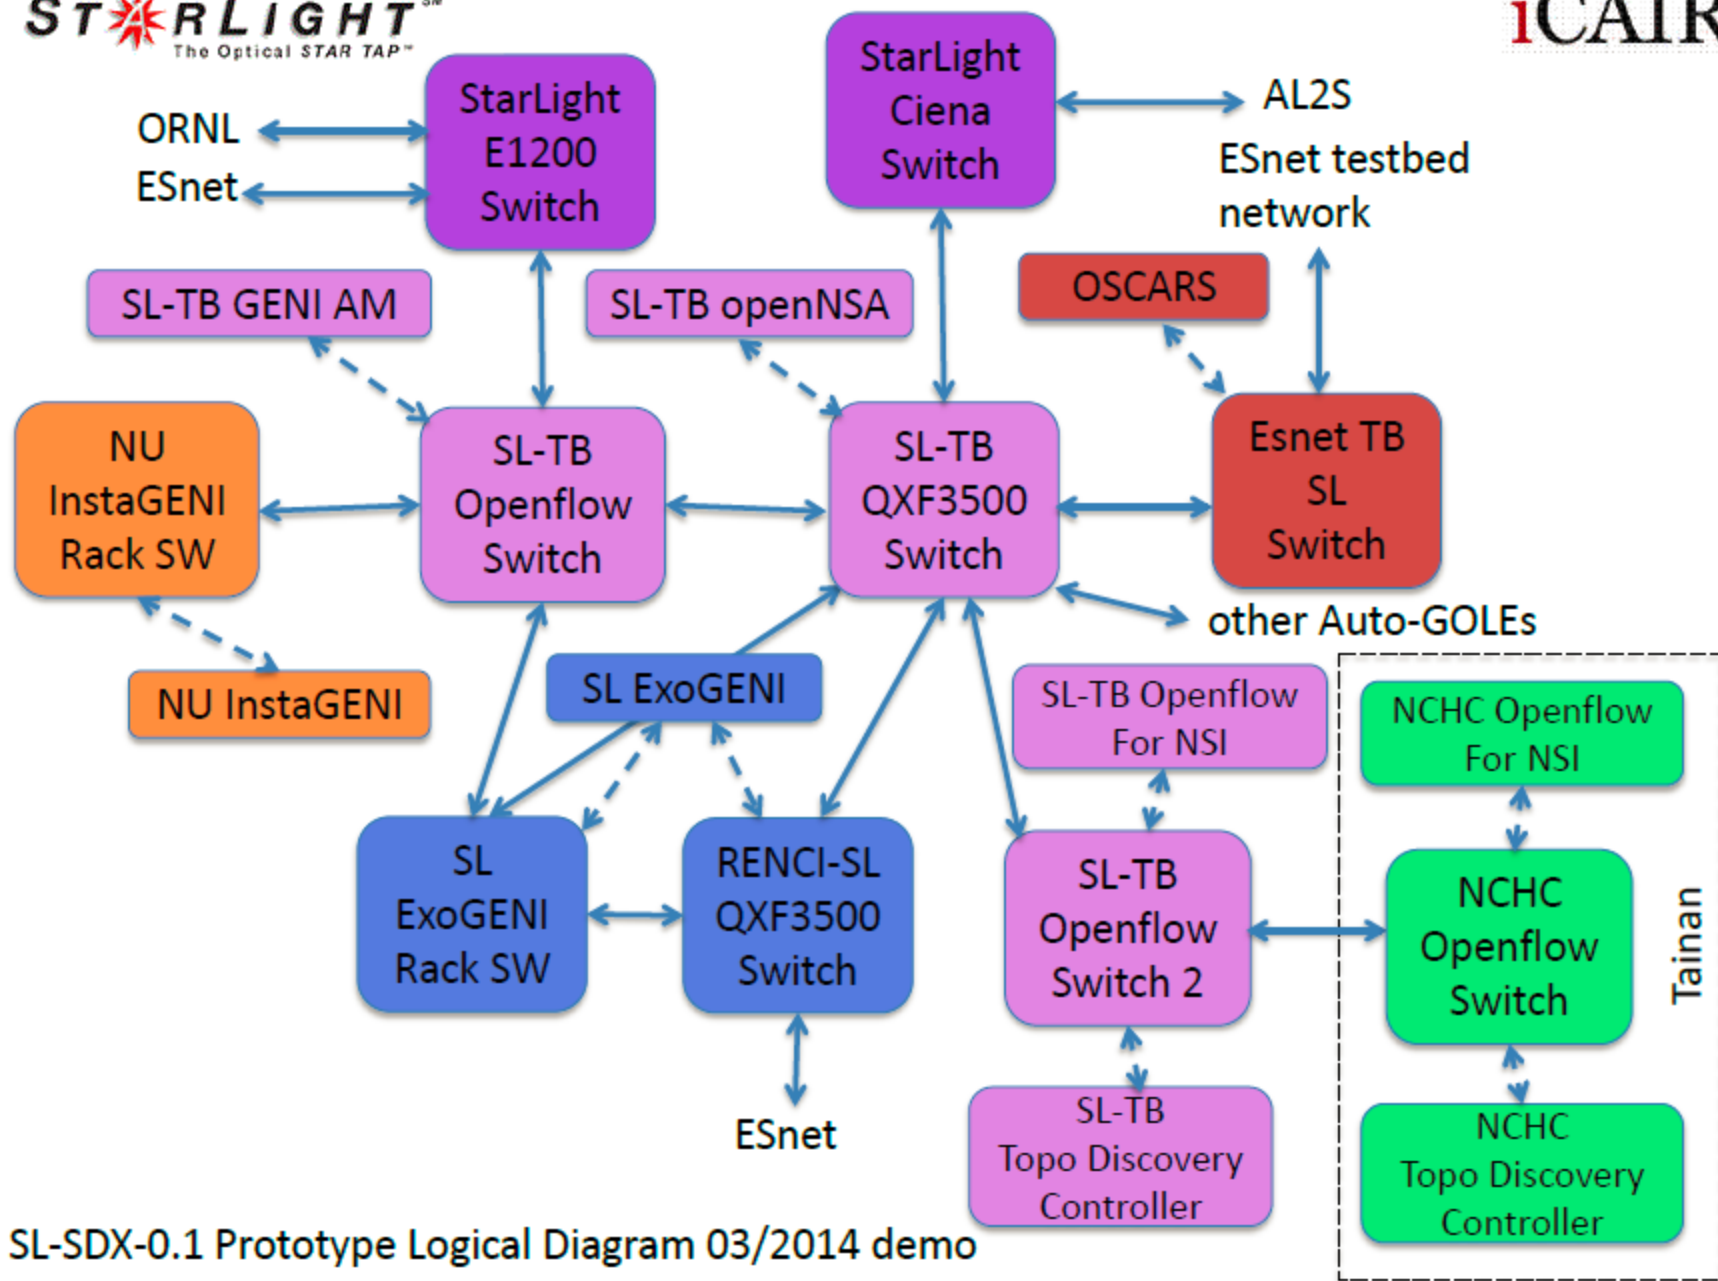 STARLIGHT SM
The Optical STAR TAP™
iCAIR
StarLight
E1200
Switch
StarLight
Ciena
Switch
ORNL
ESnet
AL2S
ESnet testbed
network
SL-TB GENI AM
SL-TB openNSA
OSCARS
NU
InstaGENI
Rack SW
SL-TB
Openflow
Switch
SL-TB
QXF3500
Switch
Esnet TB
SL
Switch
other Auto-GOLEs
NU InstaGENI
SL ExoGENI
SL-TB Openflow
For NSI
NCHC Openflow
For NSI
SL
ExoGENI
Rack SW
RENCI-SL
QXF3500
Switch
SL-TB
Openflow
Switch 2
NCHC
Openflow
Switch
Tainan
ESnet
SL-TB
Topo Discovery
Controller
NCHC
Topo Discovery
Controller
SL-SDX-0.1 Prototype Logical Diagram 03/2014 demo